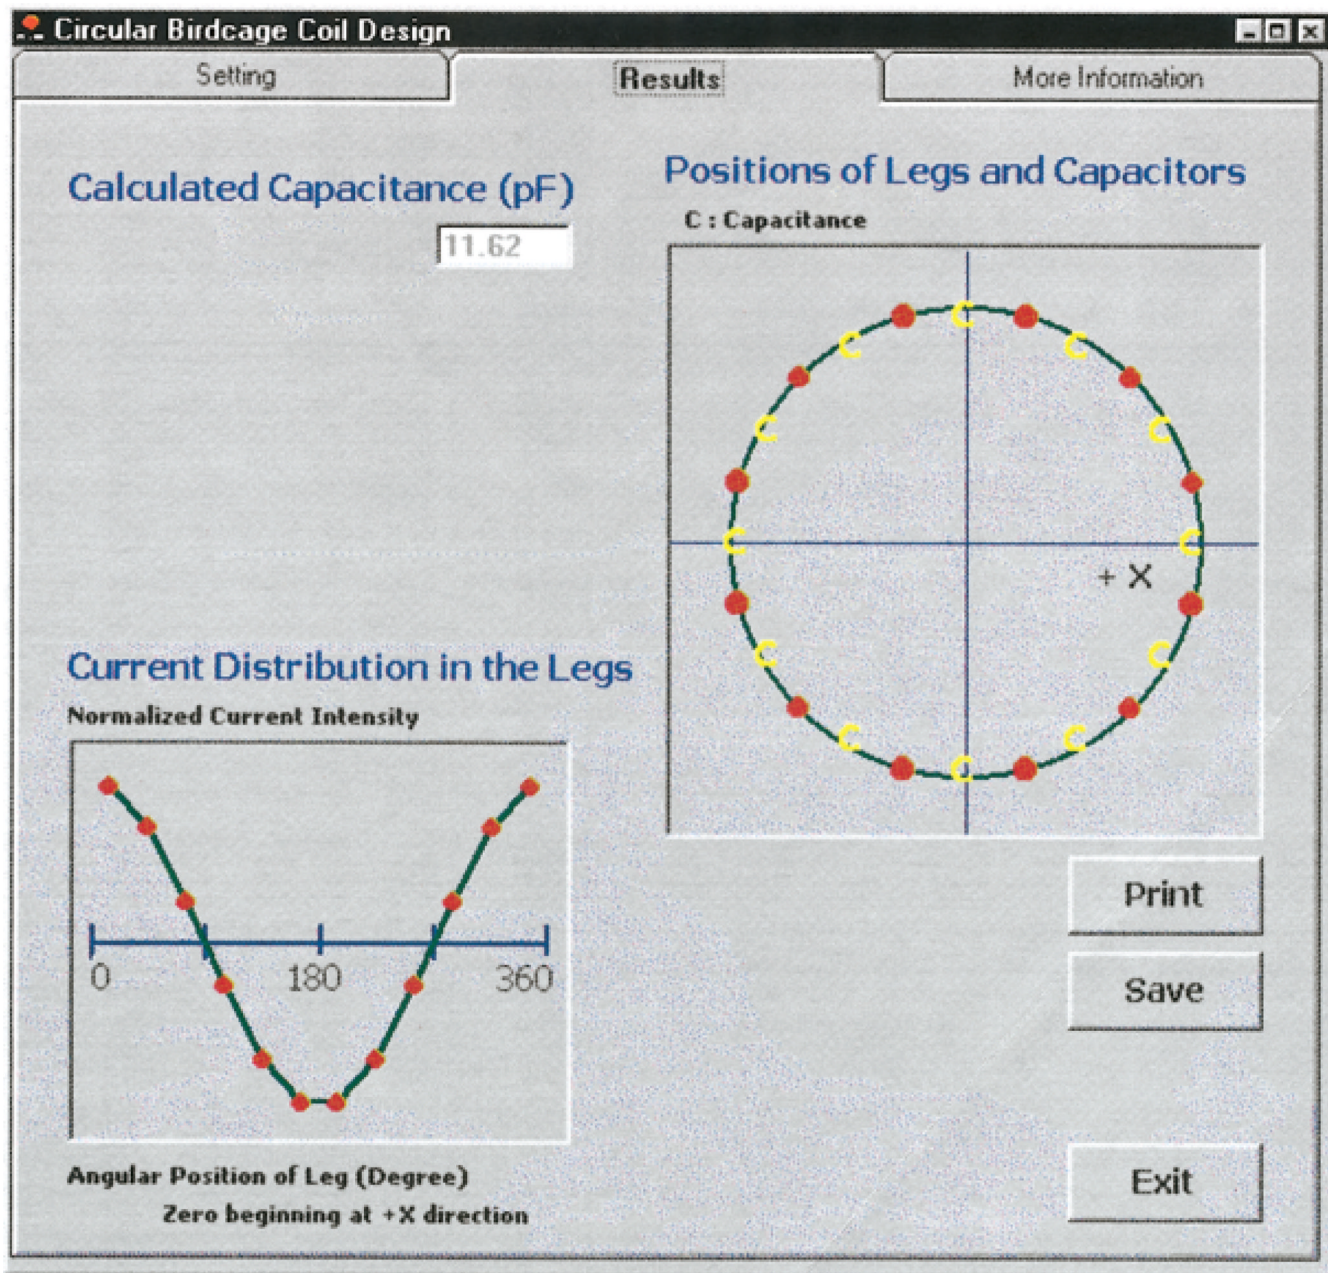 Circular Birdcage Coil Design
Setting
Results
More Information
Calculated Capacitance (pF)
11.62
Positions of Legs and Capacitors
C : Capacitance
C
C
C
C
C
C
C
C
+ X
C
C
C
C
Current Distribution in the Legs
Normalized Current Intensity
0 180 360
Angular Position of Leg (Degree)
Zero beginning at +X direction
Print
Save
Exit